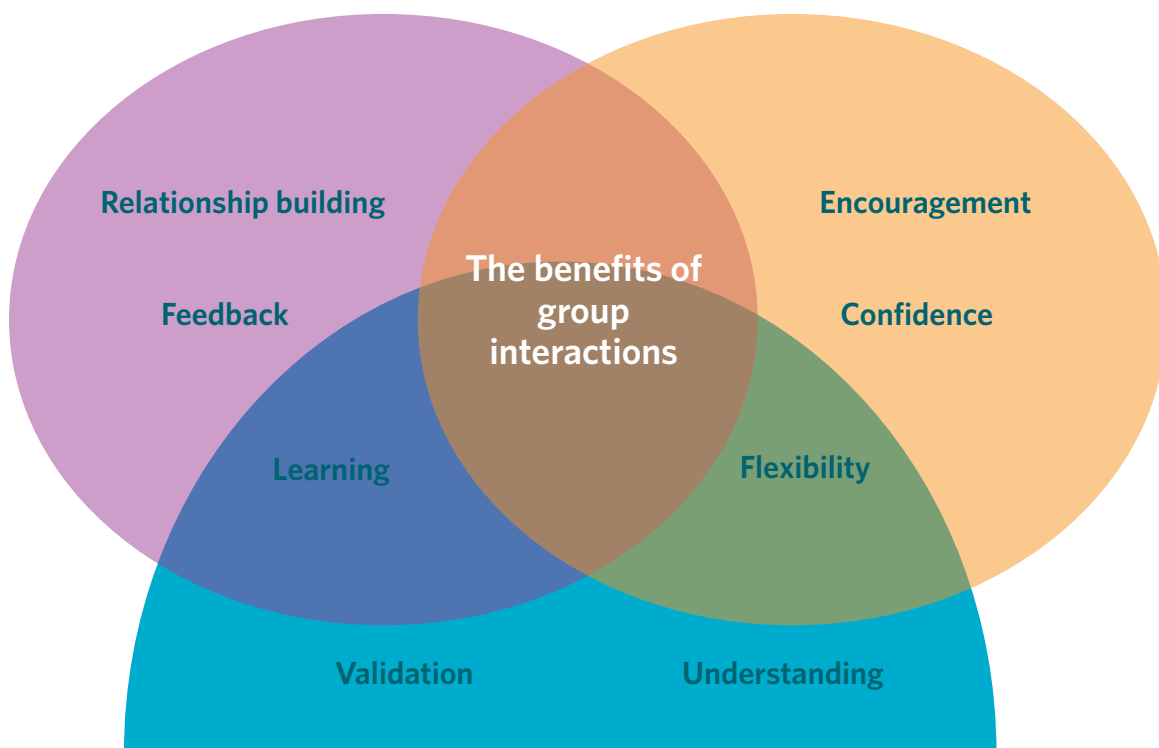 Relationship building
Encouragement
The benefits of
group
interactions
Feedback
Confidence
Learning
Flexibility
Validation
Understanding